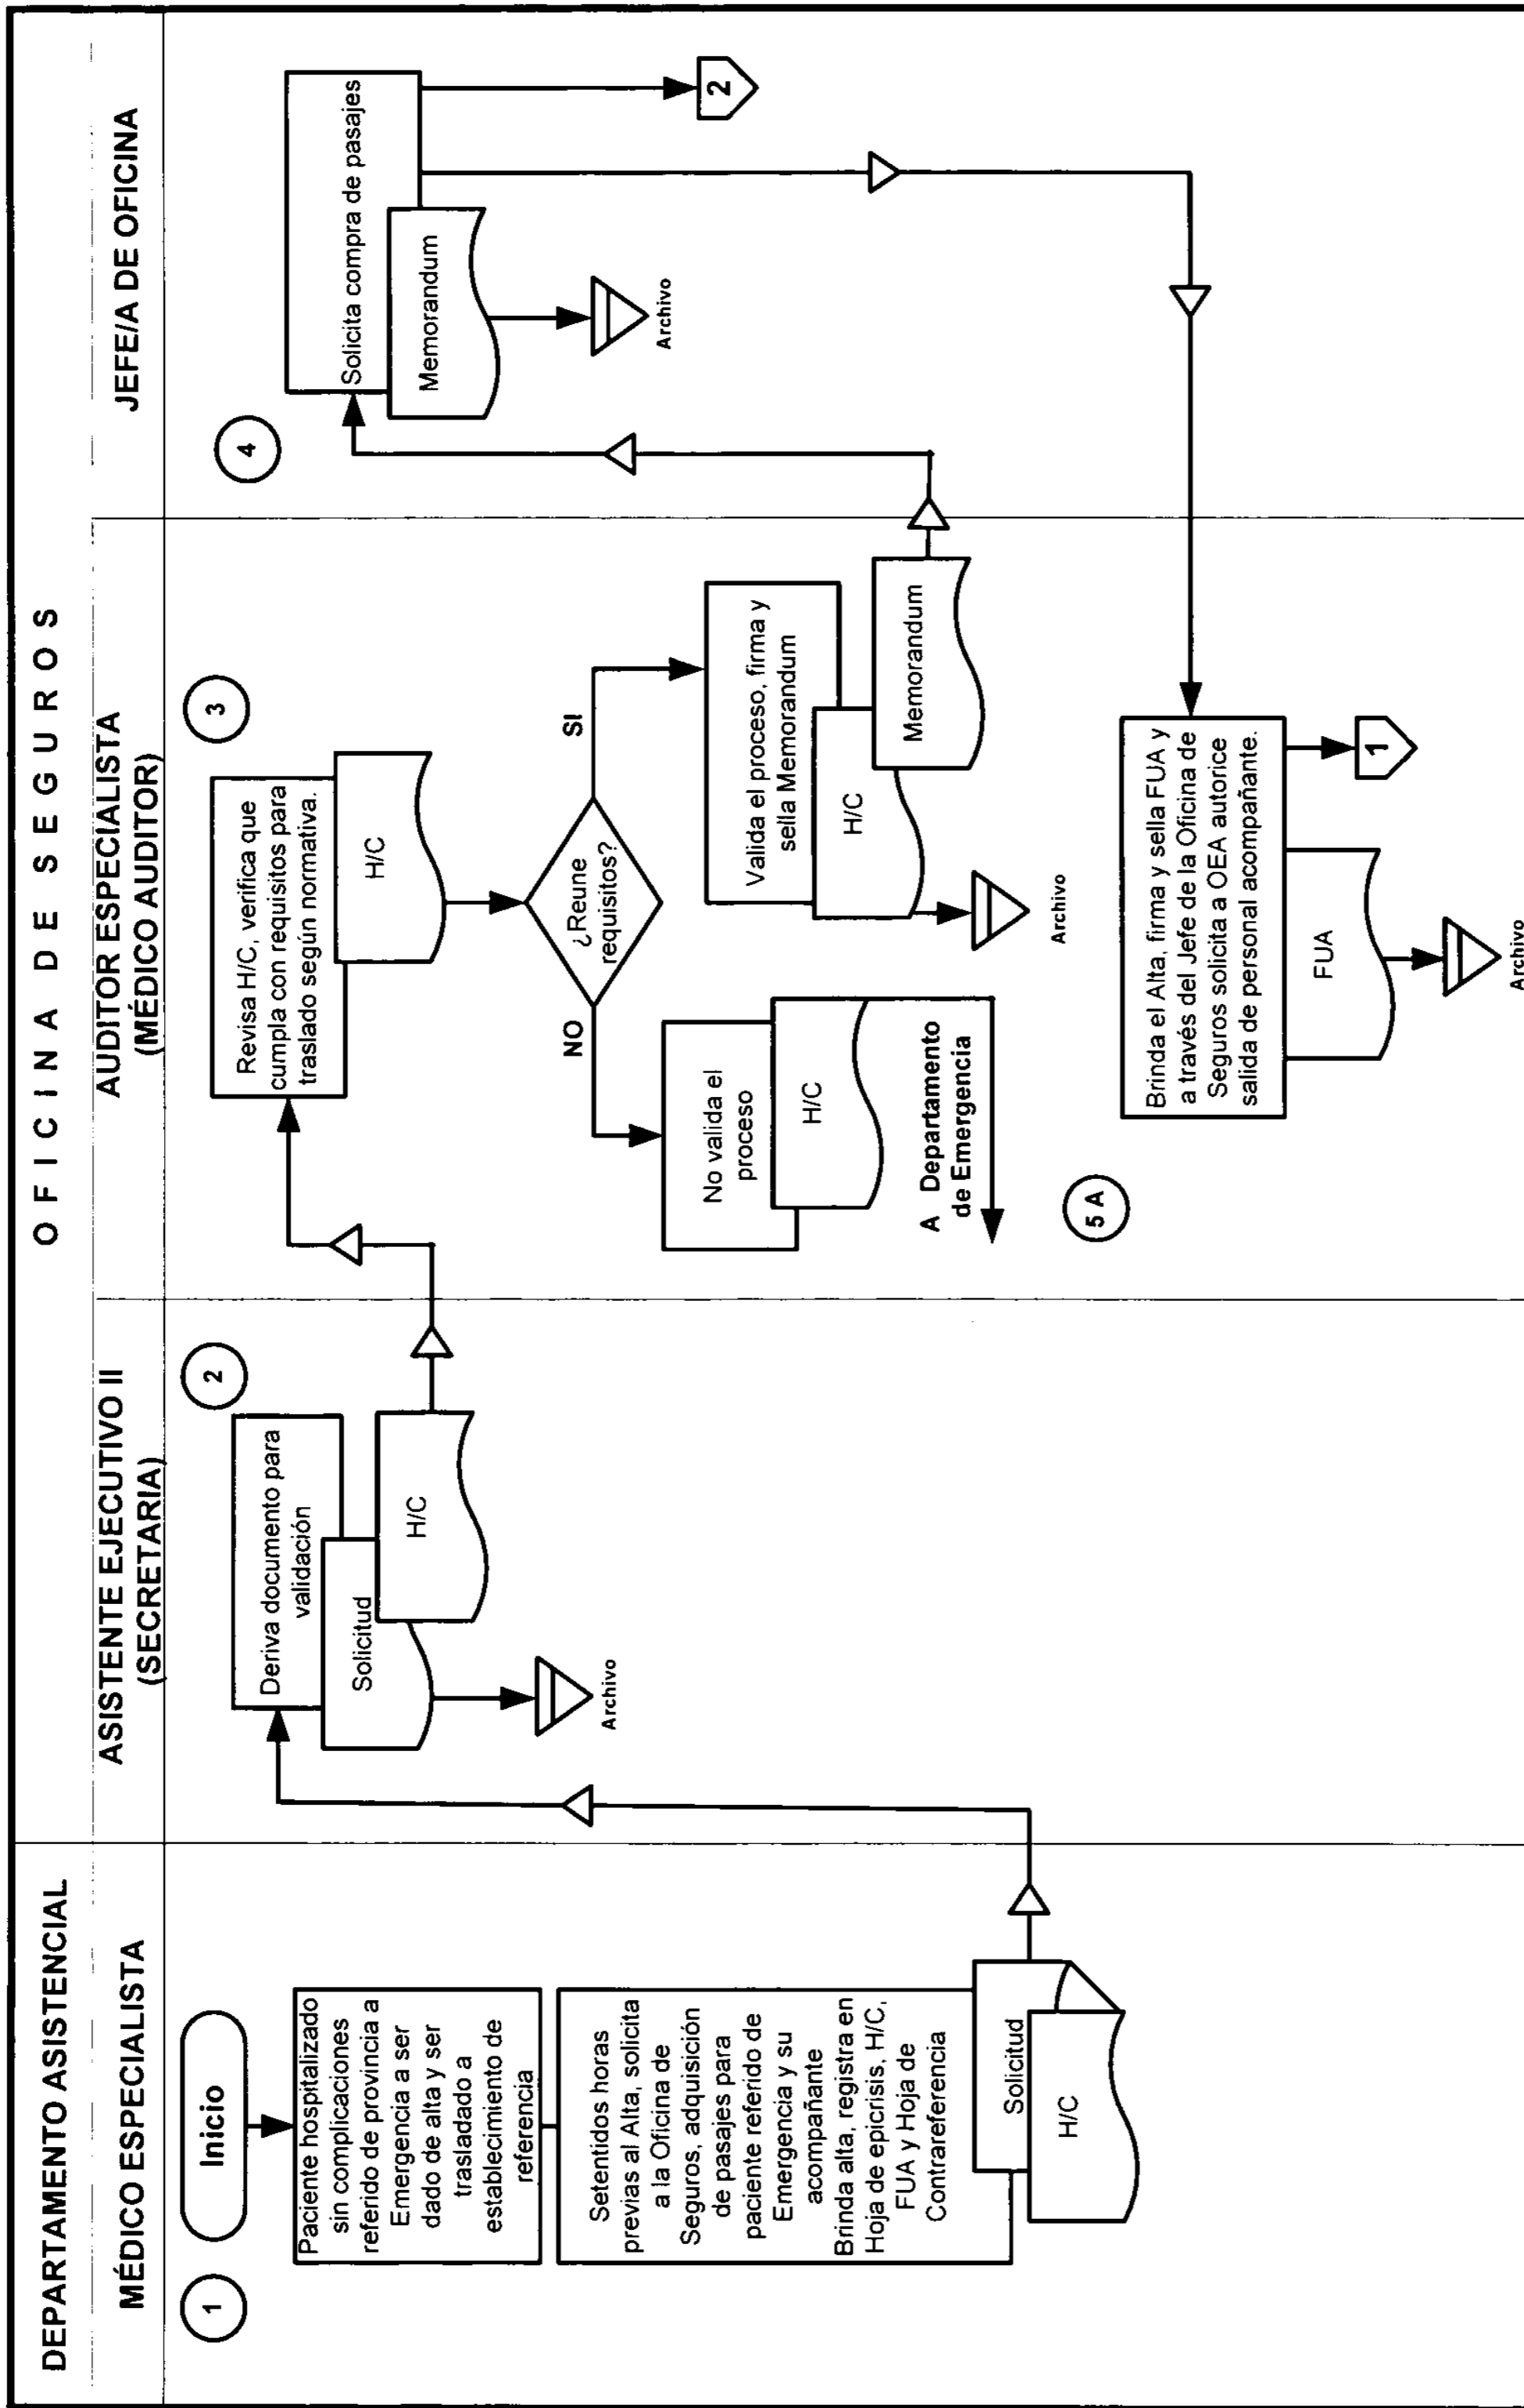 DEPARTAMENTO ASISTENCIAL
O F I C I N A D E S E G U R O S
MÉDICO ESPECIALISTA
ASISTENTE EJECUTIVO II
(SECRETARIA)
AUDITOR ESPECIALISTA
(MÉDICO AUDITOR)
JEFE/A DE OFICINA
1
Inicio
Paciente hospitalizado
sin complicaciones
referido de provincia a
Emergencia a ser
dado de alta y ser
trasladado a
establecimiento de
referencia
Setentidos horas
previas al Alta, solicita
a la Oficina de
Seguros, adquisición
de pasajes para
paciente referido de
Emergencia y su
acompañante
Brinda alta, registra en
Hoja de epicrisis, H/C,
FUA y Hoja de
Contrareferencia
Solicitud
H/C
2
Deriva documento para
validación
Solicitud
H/C
Archivo
3
Revisa H/C, verifica que
cumpla con requisitos para
traslado según normativa.
H/C
¿Reune
requisitos?
NO
SI
No valida el
proceso
H/C
A Departamento
de Emergencia
Valida el proceso, firma y
sella Memorandum
H/C
Memorandum
Archivo
4
Solicita compra de pasajes
Memorandum
Archivo
2
5 A
Brinda el Alta, firma y sella FUA y
a través del Jefe de la Oficina de
Seguros solicita a OEA autorice
salida de personal acompañante.
FUA
1
Archivo